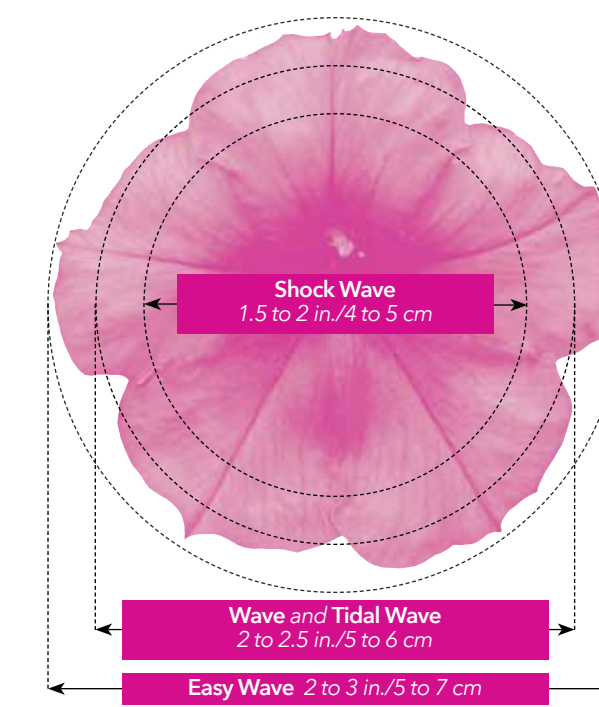 Shock Wave
1.5 to 2 in./4 to 5 cm
Wave and Tidal Wave
2 to 2.5 in./5 to 6 cm
Easy Wave 2 to 3 in./5 to 7 cm